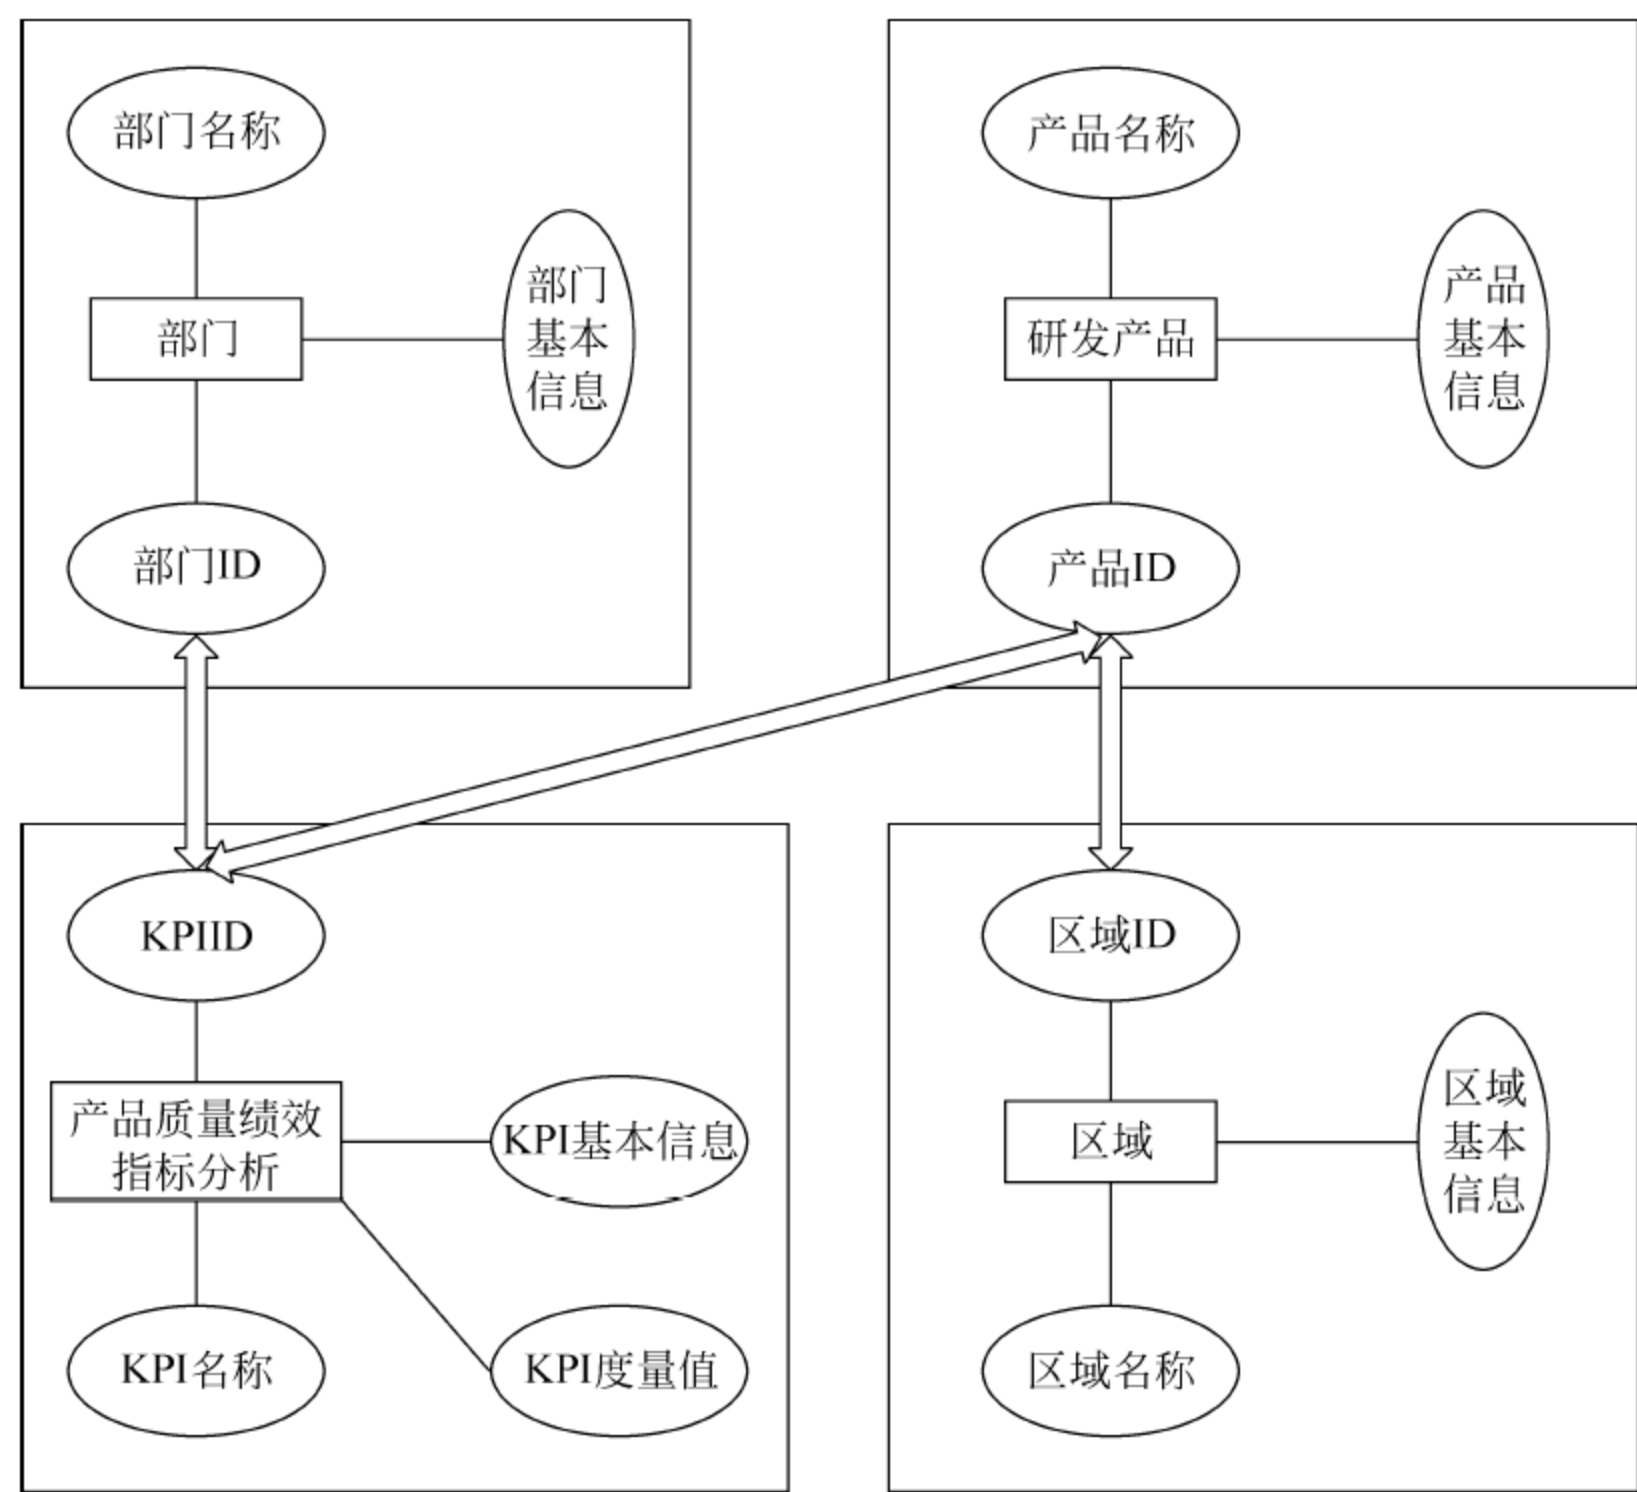 部门名称
部门
部门
基本
信息
部门ID
产品名称
研发产品
产品
基本
信息
产品ID
KPIID
产品质量绩效
指标分析
KPI基本信息
KPI名称
KPI度量值
区域ID
区域
区域
基本
信息
区域名称